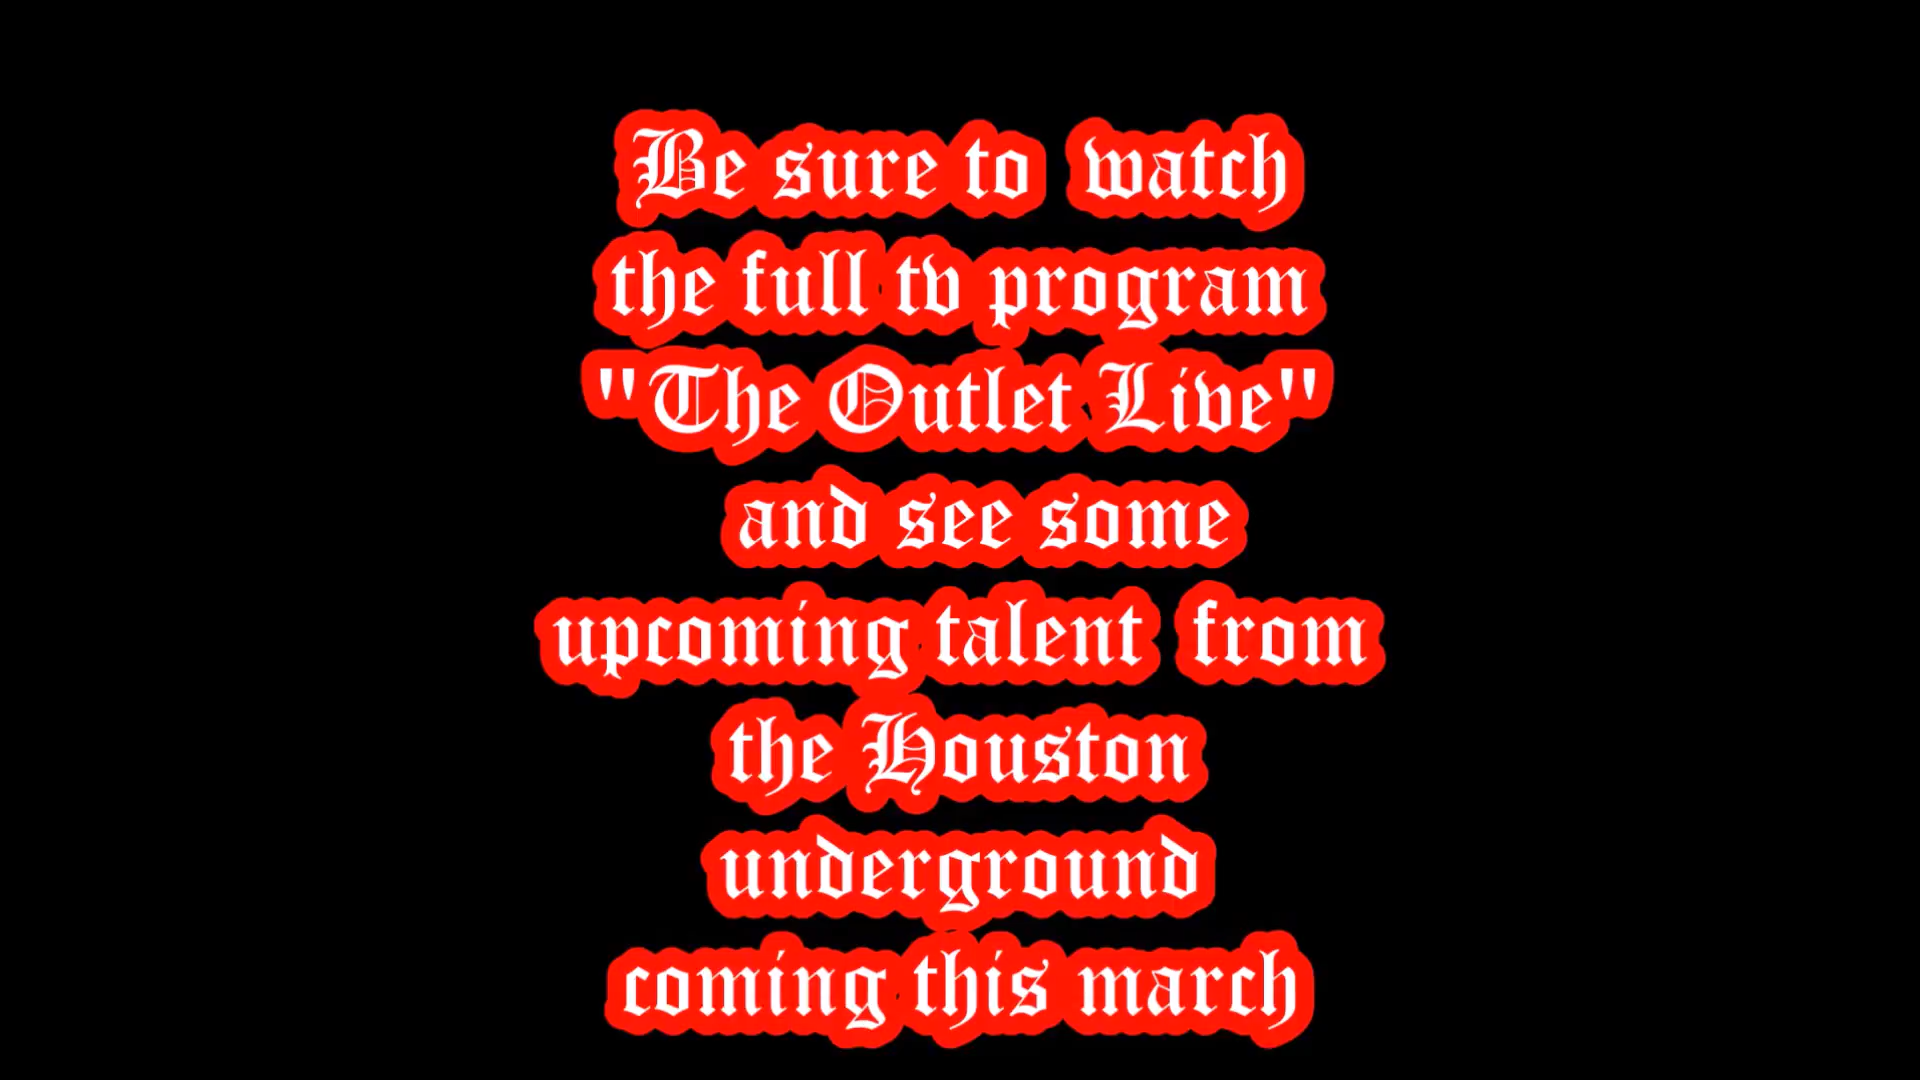 Be sure to watch
the full tv program
"The Outlet Live"
and see some
upcoming talent from
the Houston
underground
coming this march